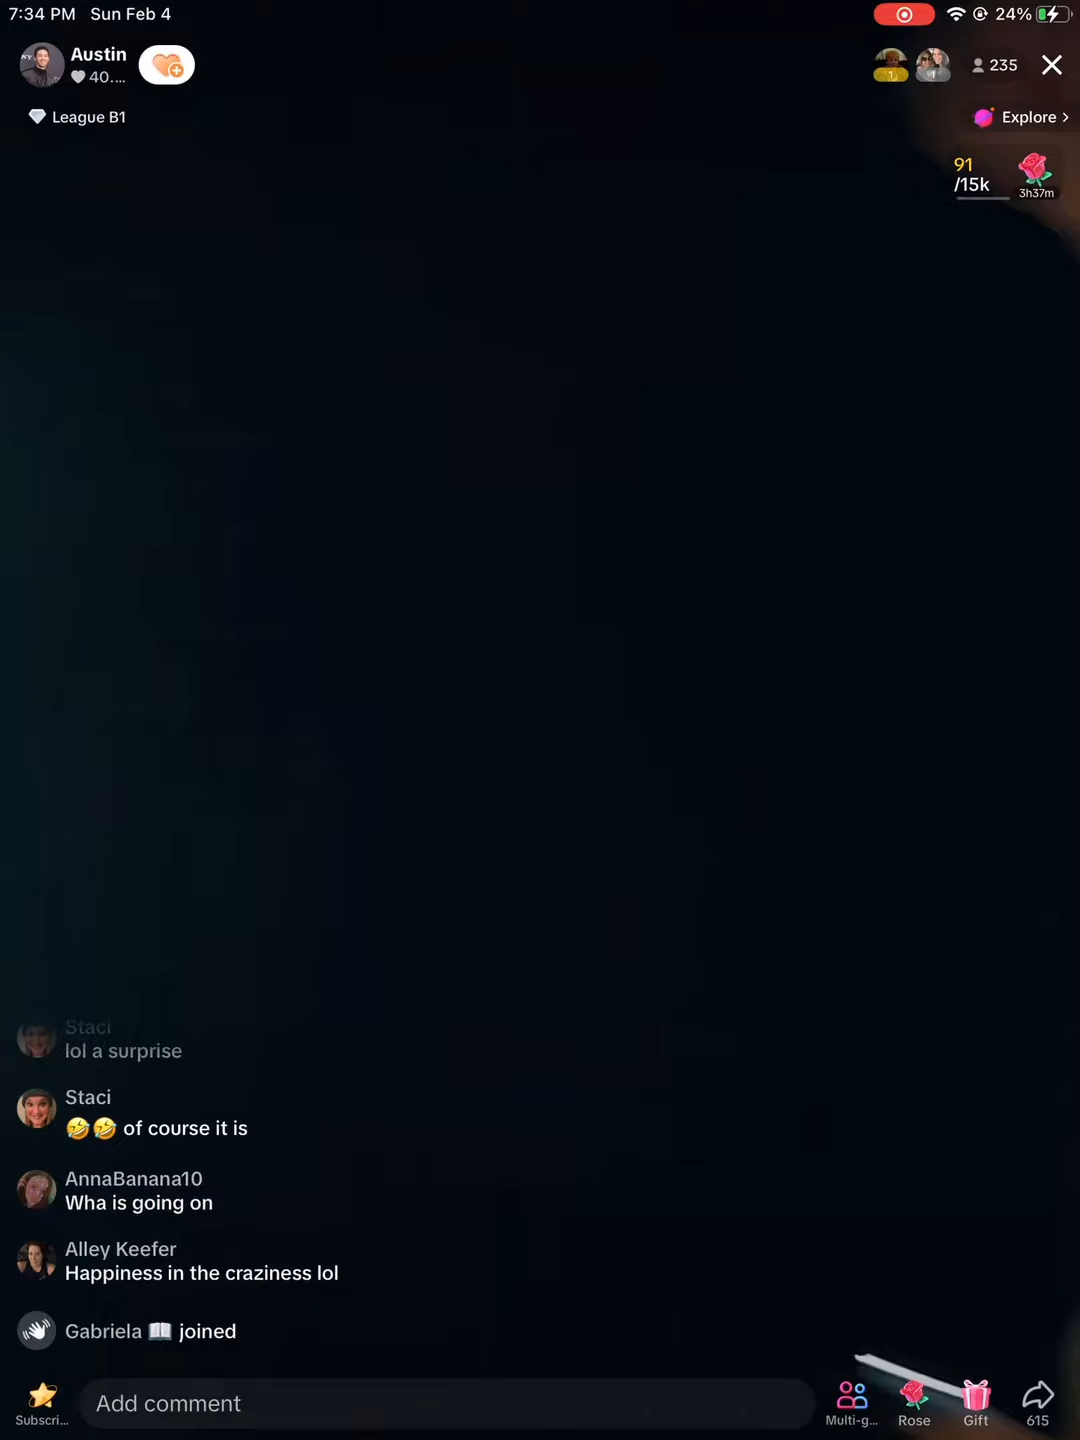 7:34 PM Sun Feb 4
24%
Austin
40....
235
League B1
Explore >
91
/15k
3h37m
Staci
lol a surprise
Staci
🤣🤣 of course it is
AnnaBanana10
Wha is going on
Alley Keefer
Happiness in the craziness lol
Gabriela 📖 joined
Add comment
Subscri...
Multi-g...
Rose
Gift
615